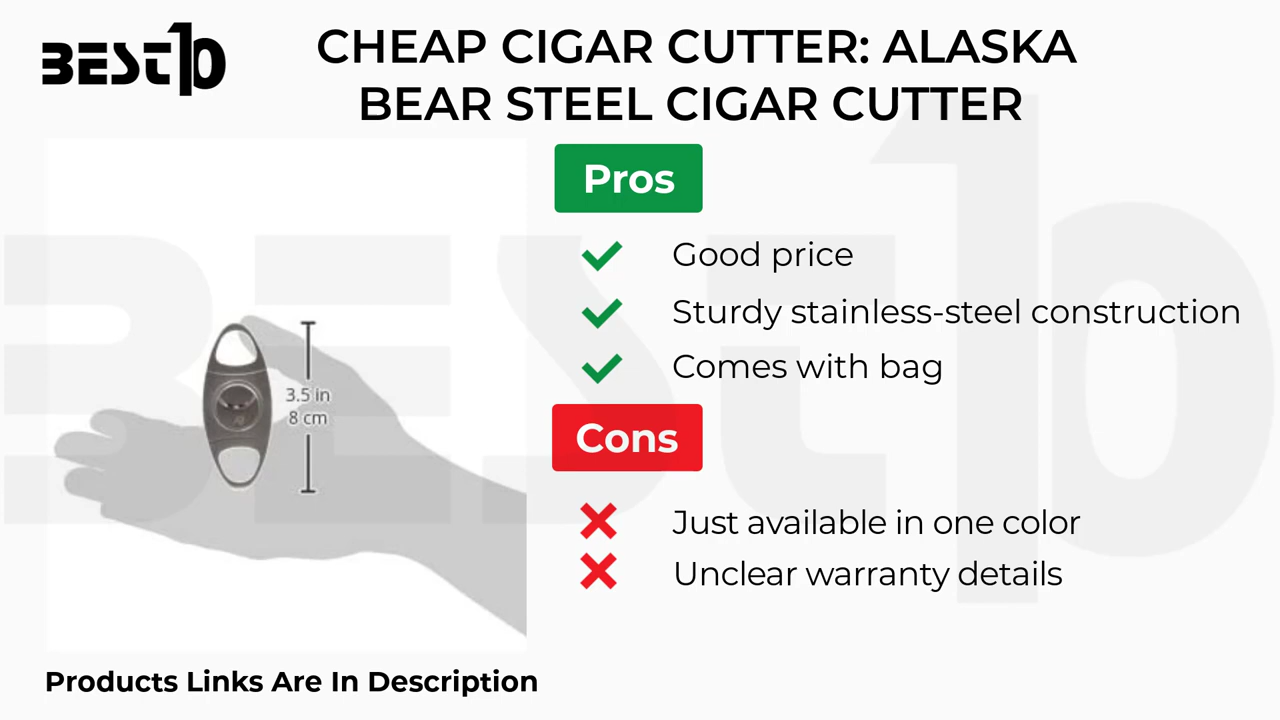 BEST10
CHEAP CIGAR CUTTER: ALASKA
BEAR STEEL CIGAR CUTTER
Pros
Good price
Sturdy stainless-steel construction
Comes with bag
3.5 in
8 cm
Cons
Just available in one color
Unclear warranty details
Products Links Are In Description